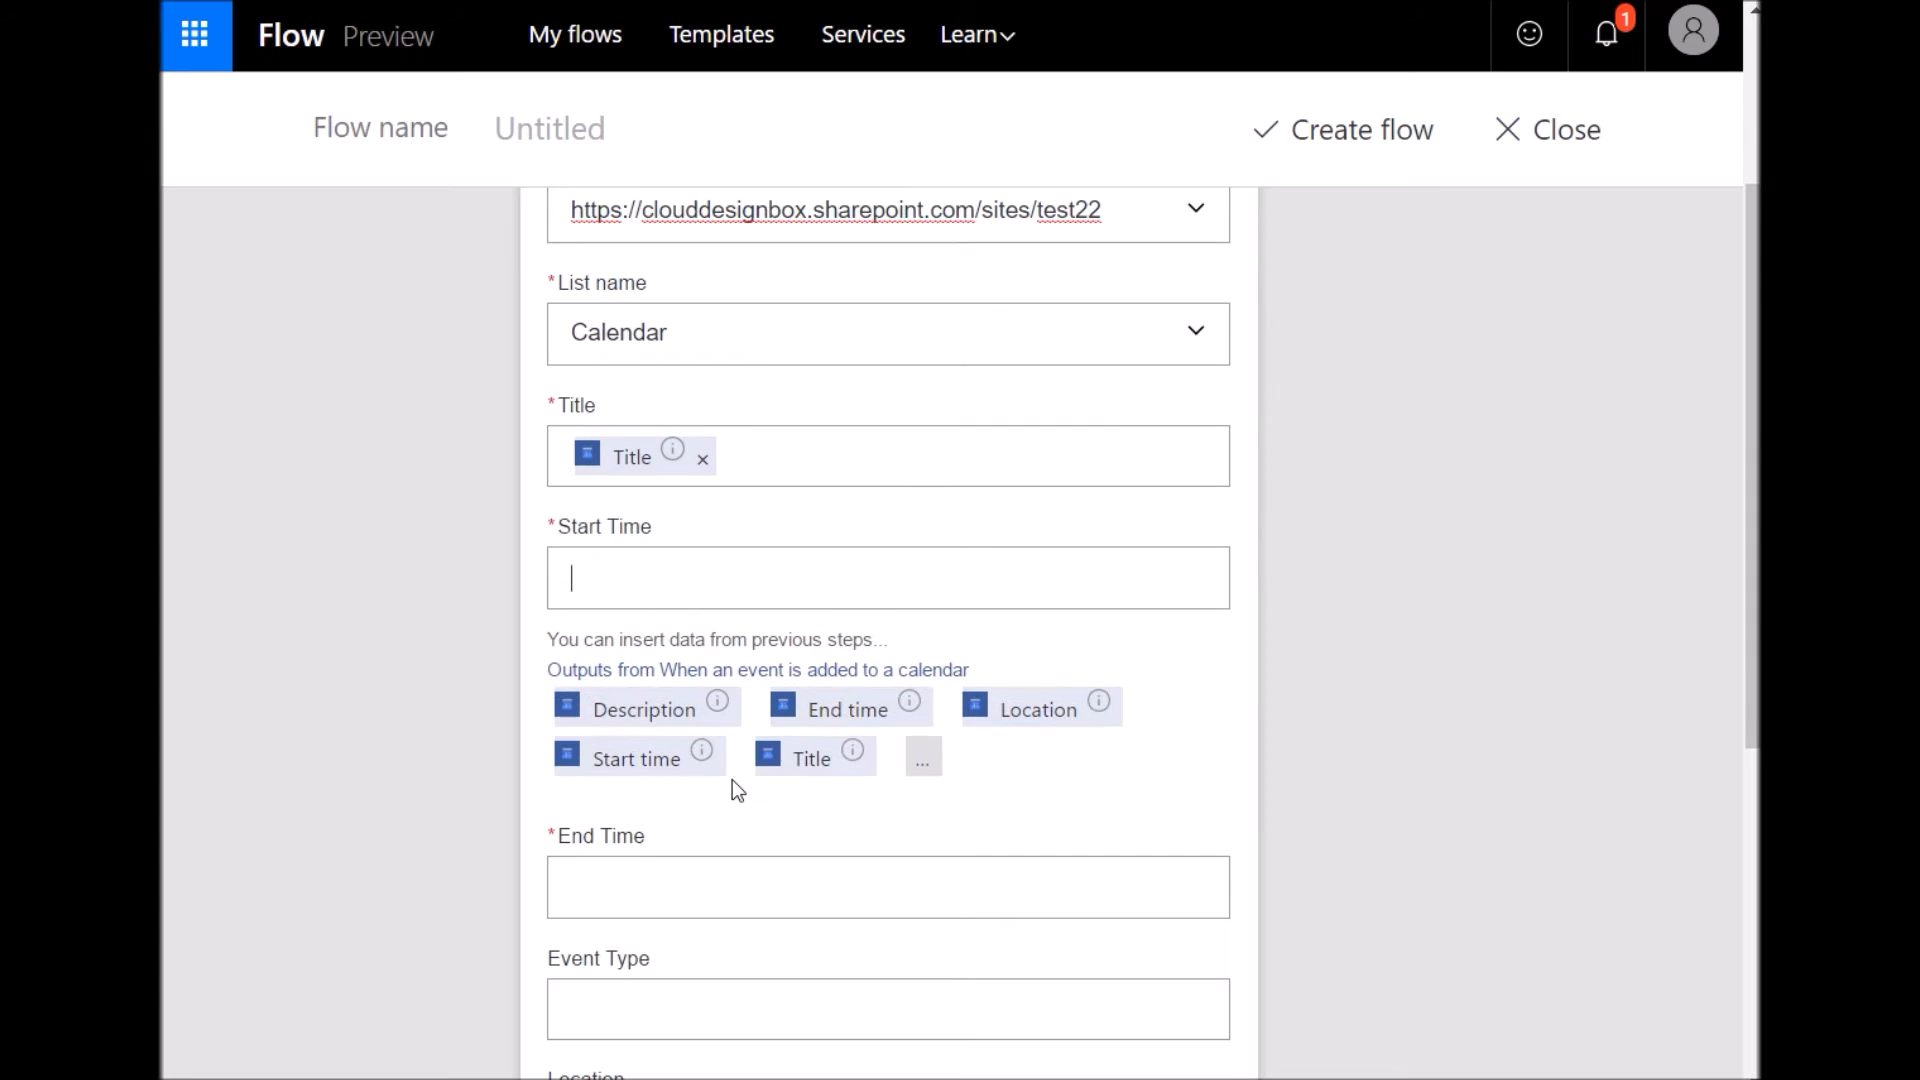 Flow Preview My flows Templates Services Learn 1
Flow name Untitled Create flow Close
https://clouddesignbox.sharepoint.com/sites/test22
*List name
Calendar
*Title
Title ×
*Start Time
You can insert data from previous steps...
Outputs from When an event is added to a calendar
Description End time Location
Start time Title ...
*End Time
Event Type
Location